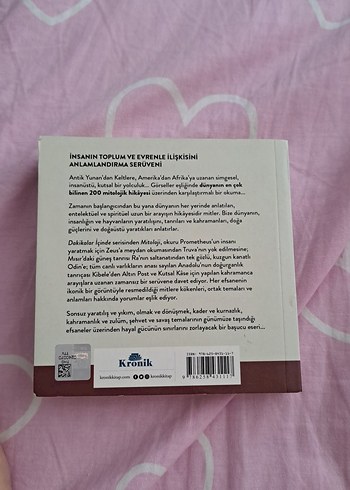 İNSANIN TOPLUM VE EVRENLE İLİŞKİSİNİ
ANLAMLANDIRMA SERÜVENİ
Antik Yunan'dan Keltlere, Amerika'dan Afrika'ya uzanan simgesel,
insanüstü, kutsal bir yolculuk... Görseller eşliğinde dünyanın en çok
bilinen 200 mitolojik hikâyesi üzerinden karşılaştırmalı bir okuma...
Zamanın başlangıcından bu yana dünyanın her yerinde anlatılan,
entelektüel ve spiritüel uzun bir arayışın hikâyesidir mitler. Bize dünyanın,
insanlığın ve hayvanların yaratılışını, tanrıları ve kahramanları, doğa
güçlerini ve doğaüstü yaratıkları anlatırlar.
Dakikalar İçinde serisinden Mitoloji, okuru Prometheus'un insanı
yaratmak için Zeus'a meydan okumasından Truva'nın yok edilmesine;
Mısır'daki güneş tanrısı Ra'nın saltanatından tek gözlü, kuzgun kanatlı
Odin'e; tüm canlı varlıkların anası sayılan Anadolu'nun doğurganlık
tanrıçası Kibele'den Altın Post ve Kutsal Kâse için yapılan kahramanca
arayışlara uzanan zamansız bir serüvene davet ediyor. Her efsanenin
ikonik bir görüntüyle resmedildiği mitlere kökenleri, ortak temaları ve
anlamları hakkında yorumlar eşlik ediyor.
Sonsuz yaratılış ve yıkım, olmak ve dönüşmek, kader ve kurnazlık,
kahramanlık ve zulüm, şehvet ve savaş temalarının günümüze taşındığı
efsaneler üzerinden hayal gücünün sınırlarını zorlayacak bir başucu eseri...
Kronik
kronikkitap.com
kronikkitap